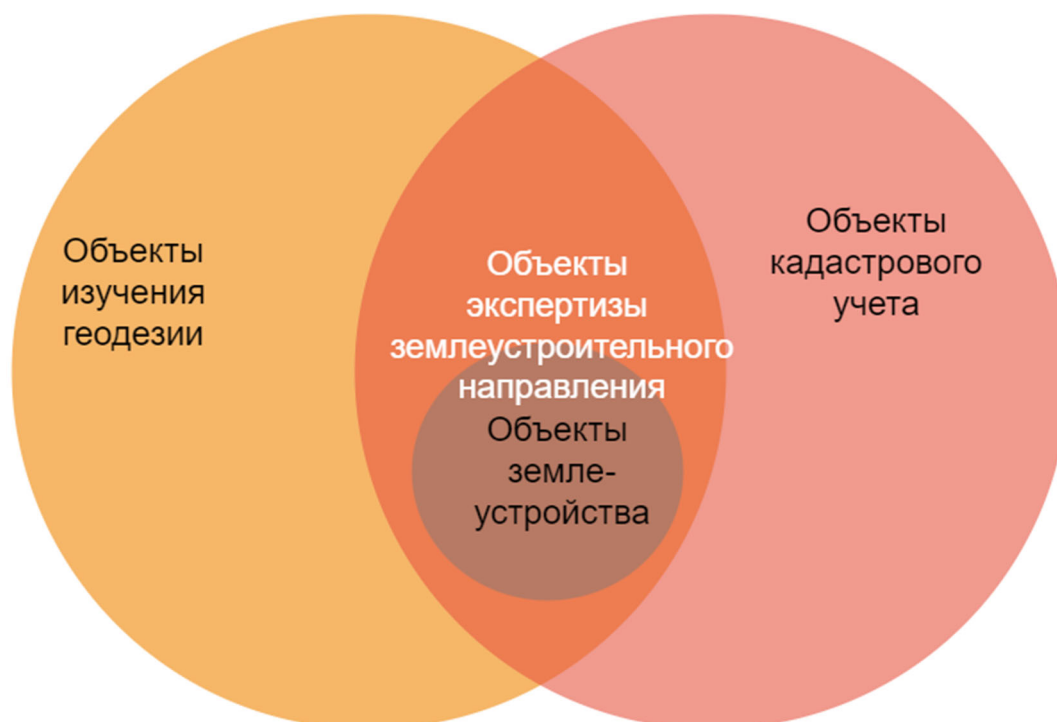 Объекты
изучения
геодезии
Объекты
экспертизы
землеустроительного
направления
Объекты
земле-
устройства
Объекты
кадастрового
учета